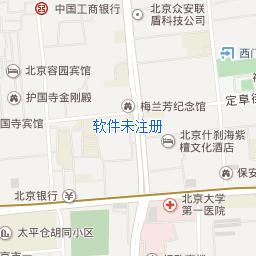 中国工商银行
北京众安联
盾科技公司
西门
北京容园宾馆
护国寺金刚殿
梅兰芳纪念馆
定阜街
国寺宾馆
软件未注册
北京什刹海紫
檀文化酒店
保安
北京银行
北京大学
第一医院
太平仓胡同小区